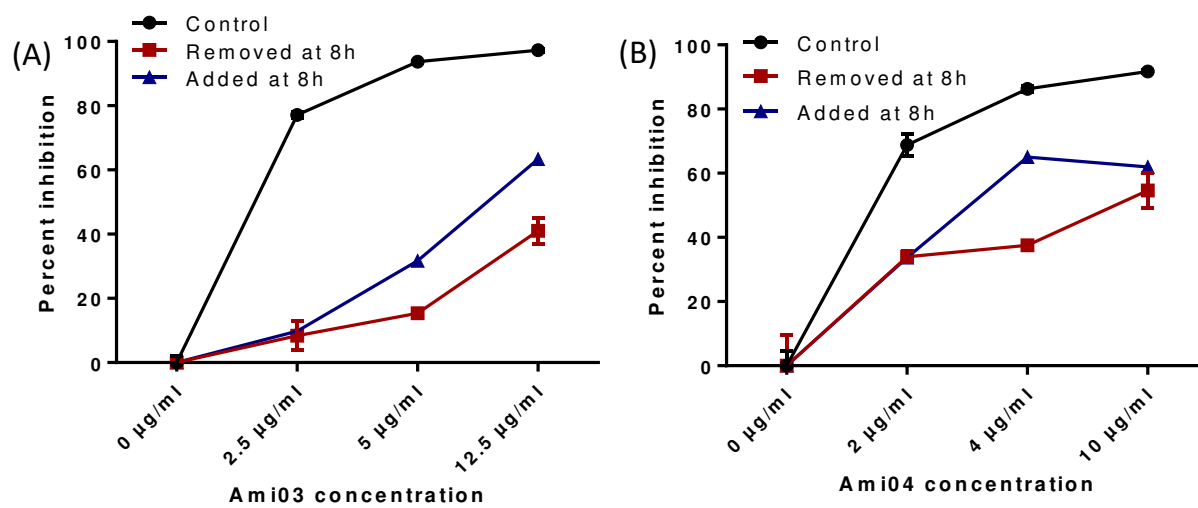 (A)
Control
Removed at 8h
Added at 8h
Percent inhibition
100
80
60
40
20
0
0 µg/ml
2.5 µg/ml
5 µg/ml
12.5 µg/ml
Ami03 concentration
(B)
Control
Removed at 8h
Added at 8h
Percent inhibition
100
80
60
40
20
0
0 µg/ml
2 µg/ml
4 µg/ml
10 µg/ml
Ami04 concentration